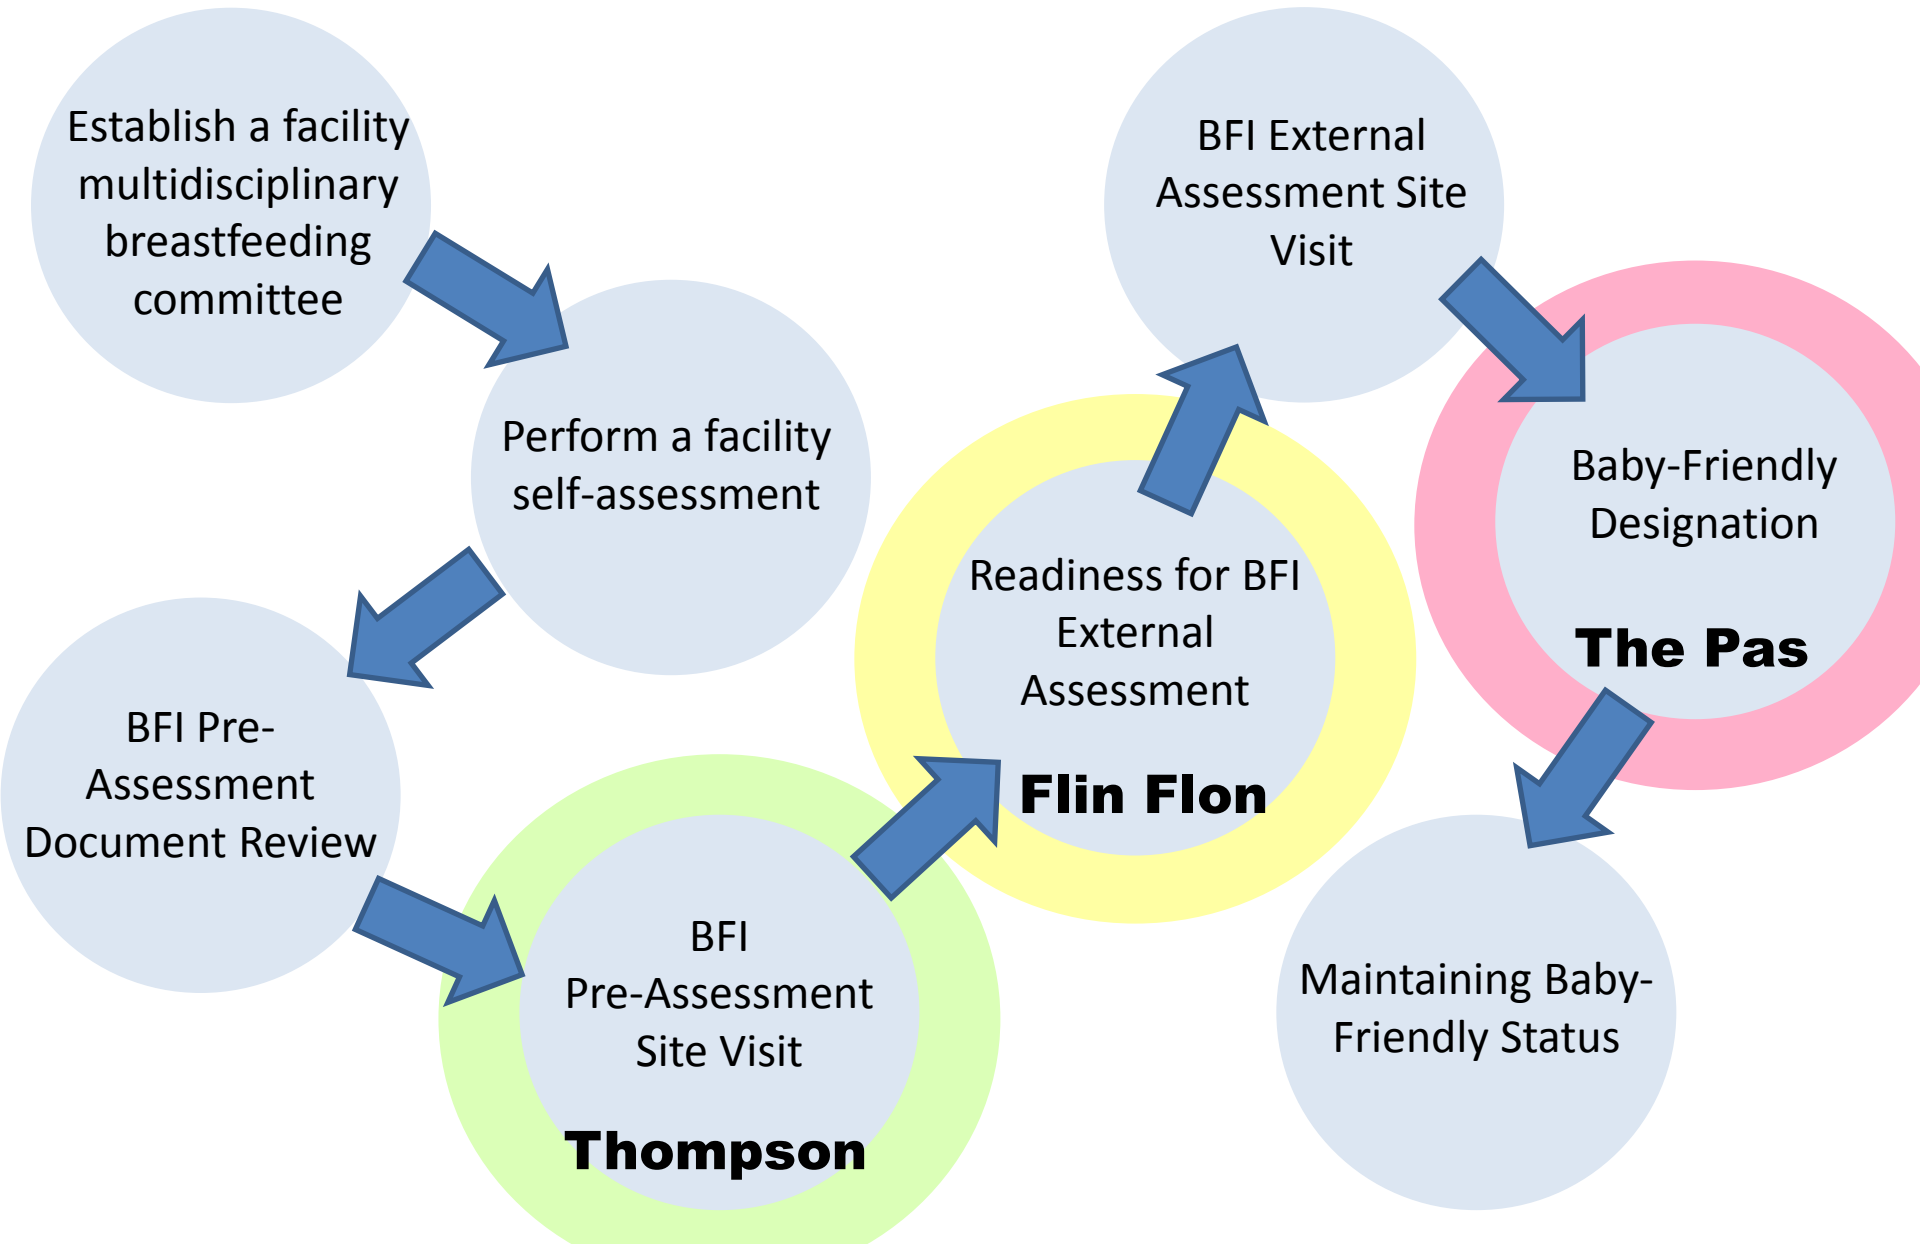 Establish a facility
multidisciplinary
breastfeeding
committee
Perform a facility
self-assessment
BFI Pre-
Assessment
Document Review
BFI
Pre-Assessment
Site Visit
Thompson
Readiness for BFI
External
Assessment
Flin Flon
BFI External
Assessment Site
Visit
Baby-Friendly
Designation
The Pas
Maintaining Baby-
Friendly Status